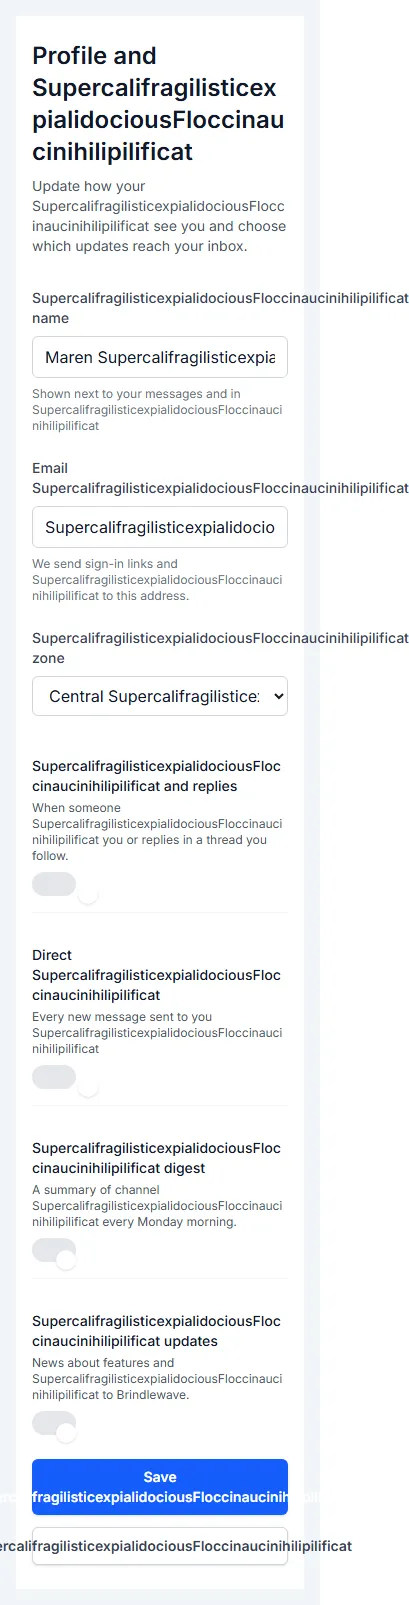 Profile and
Supercalifragilisticex
pialidociousFloccinau
cinihilipilificat
Update how your
SupercalifragilisticexpialidociousFlocc
inaucinihilipilificat see you and choose
which updates reach your inbox.
SupercalifragilisticexpialidociousFloccinaucinihilipilificat
name
Maren Supercalifragilisticexpia
Shown next to your messages and in
SupercalifragilisticexpialidociousFloccinauci
nihilipilificat
Email
SupercalifragilisticexpialidociousFloccinaucinihilipilificat
Supercalifragilisticexpialidocio
We send sign-in links and
SupercalifragilisticexpialidociousFloccinauci
nihilipilificat to this address.
SupercalifragilisticexpialidociousFloccinaucinihilipilificat
zone
Central Supercalifragilistice
SupercalifragilisticexpialidociousFloc
cinaucinihilipilificat and replies
When someone
SupercalifragilisticexpialidociousFloccinauci
nihilipilificat you or replies in a thread you
follow.
Direct
SupercalifragilisticexpialidociousFloc
cinaucinihilipilificat
Every new message sent to you
SupercalifragilisticexpialidociousFloccinauci
nihilipilificat
SupercalifragilisticexpialidociousFloc
cinaucinihilipilificat digest
A summary of channel
SupercalifragilisticexpialidociousFloccinauci
nihilipilificat every Monday morning.
SupercalifragilisticexpialidociousFloc
cinaucinihilipilificat updates
News about features and
SupercalifragilisticexpialidociousFloccinauci
nihilipilificat to Brindlewave.
Save
fragilisticexpialidociousFloccinaucinih
ercalifragilisticexpialidociousFloccinaucinihilipilificat